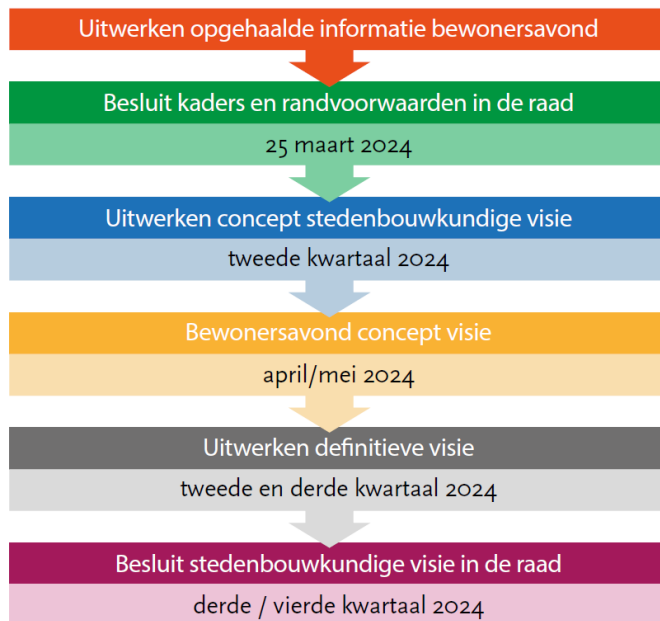 Uitwerken opgehaalde informatie bewonersavond
Besluit kaders en randvoorwaarden in de raad
25 maart 2024
Uitwerken concept stedenbouwkundige visie
tweede kwartaal 2024
Bewonersavond concept visie
april/mei 2024
Uitwerken definitieve visie
tweede en derde kwartaal 2024
Besluit stedenbouwkundige visie in de raad
derde / vierde kwartaal 2024